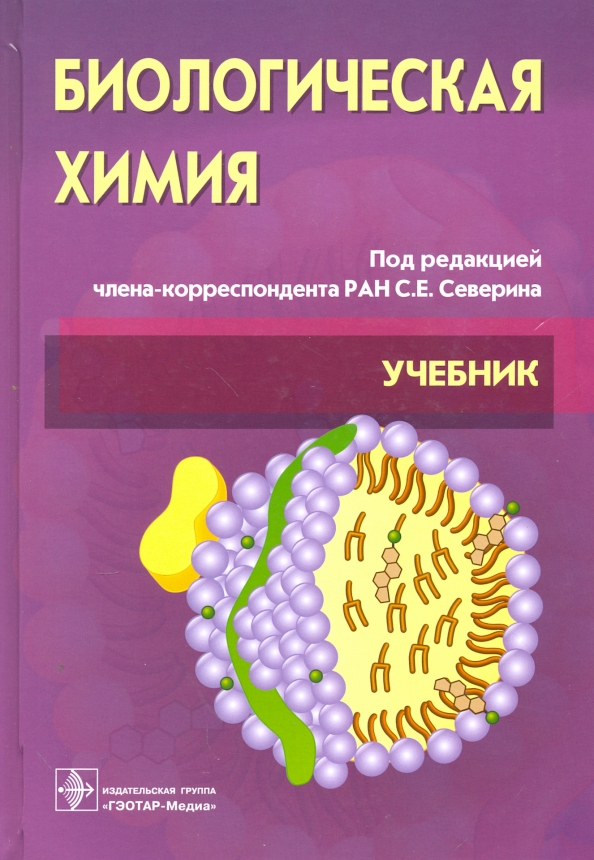 БИОЛОГИЧЕСКАЯ
ХИМИЯ
Под редакцией
члена-корреспондента РАН С.Е. Северина
УЧЕБНИК
ИЗДАТЕЛЬСКАЯ ГРУППА
«ГЭОТАР-Медиа»